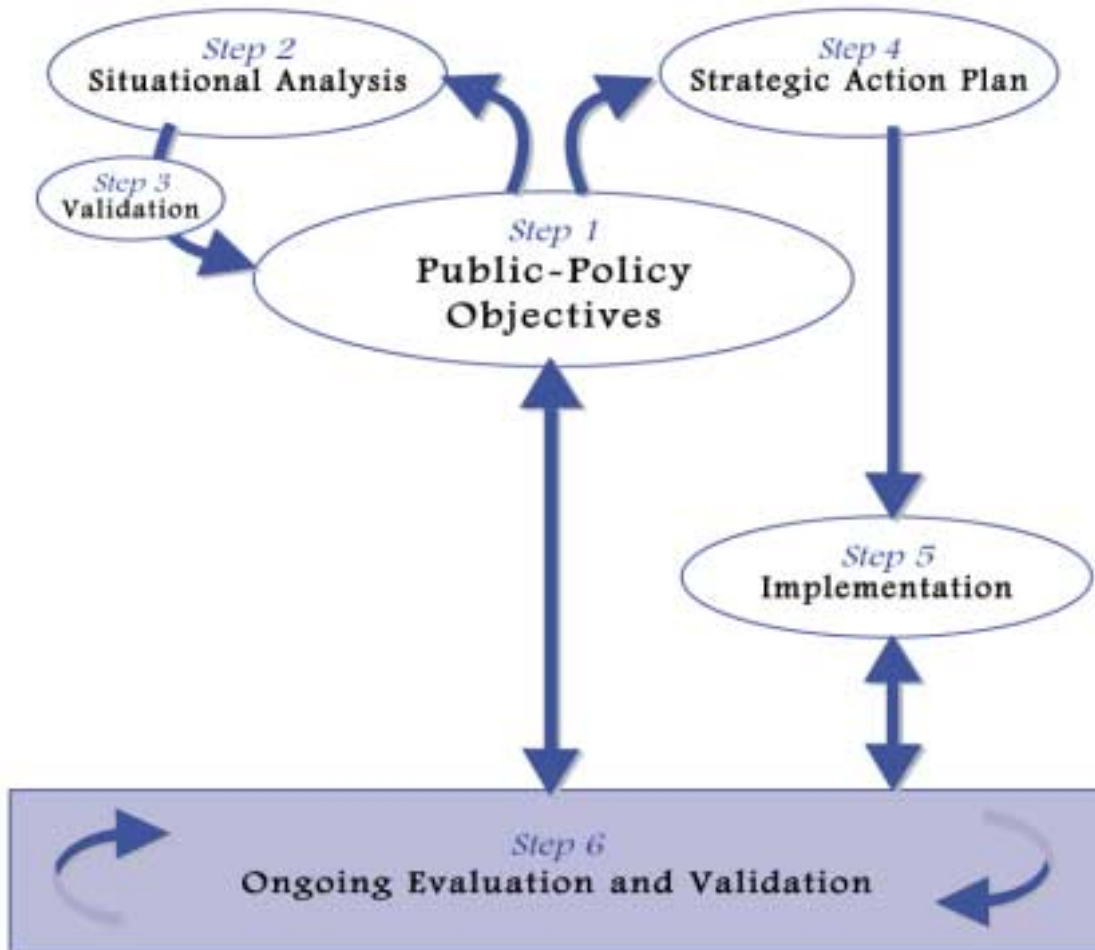 Step 2
Situational Analysis
Step 3
Validation
Step 1
Public-Policy
Objectives
Step 4
Strategic Action Plan
Step 5
Implementation
Step 6
Ongoing Evaluation and Validation